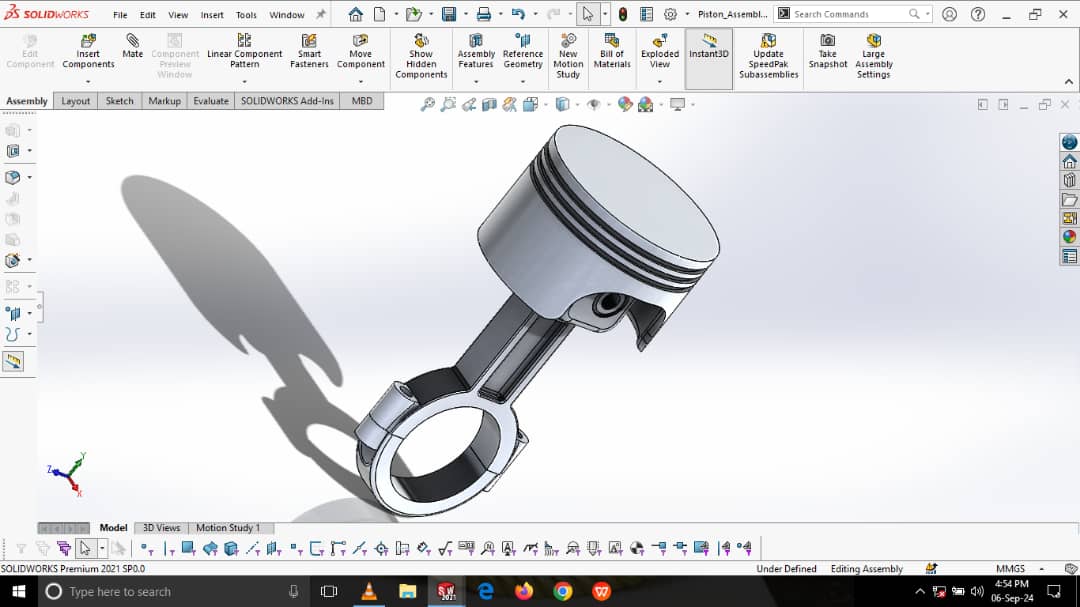 SOLIDWORKS File Edit View Insert Tools Window Piston_Assembl... Search Commands
Edit Component
Insert Components
Mate
Component Preview Window
Linear Component Pattern
Smart Fasteners
Move Component
Show Hidden Components
Assembly Features
Reference Geometry
New Motion Study
Bill of Materials
Exploded View
Instant3D
Update SpeedPak Subassemblies
Take Snapshot
Large Assembly Settings
Assembly Layout Sketch Markup Evaluate SOLIDWORKS Add-Ins MBD
Y
Z
X
Model 3D Views Motion Study 1
SOLIDWORKS Premium 2021 SP0.0 Under Defined Editing Assembly MMGS
Type here to search
SW
2021
4:54 PM
06-Sep-24